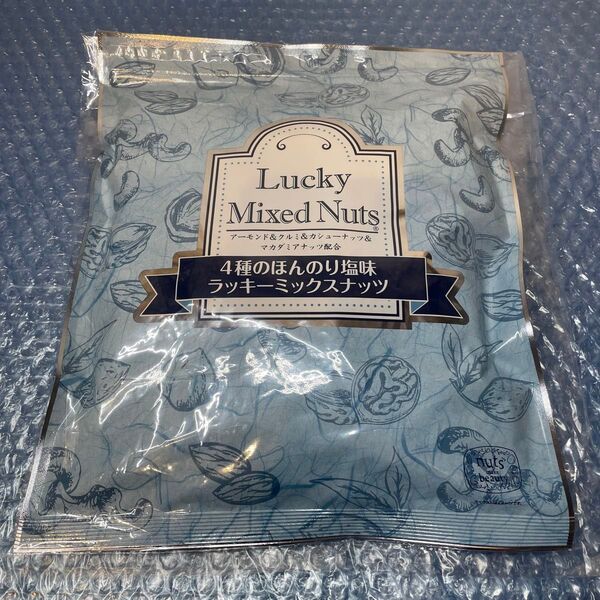 Lucky
Mixed Nuts®
アーモンド&クルミ&カシューナッツ&
マカダミアナッツ配合
4種のほんのり塩味
ラッキーミックスナッツ
nuts
beauty